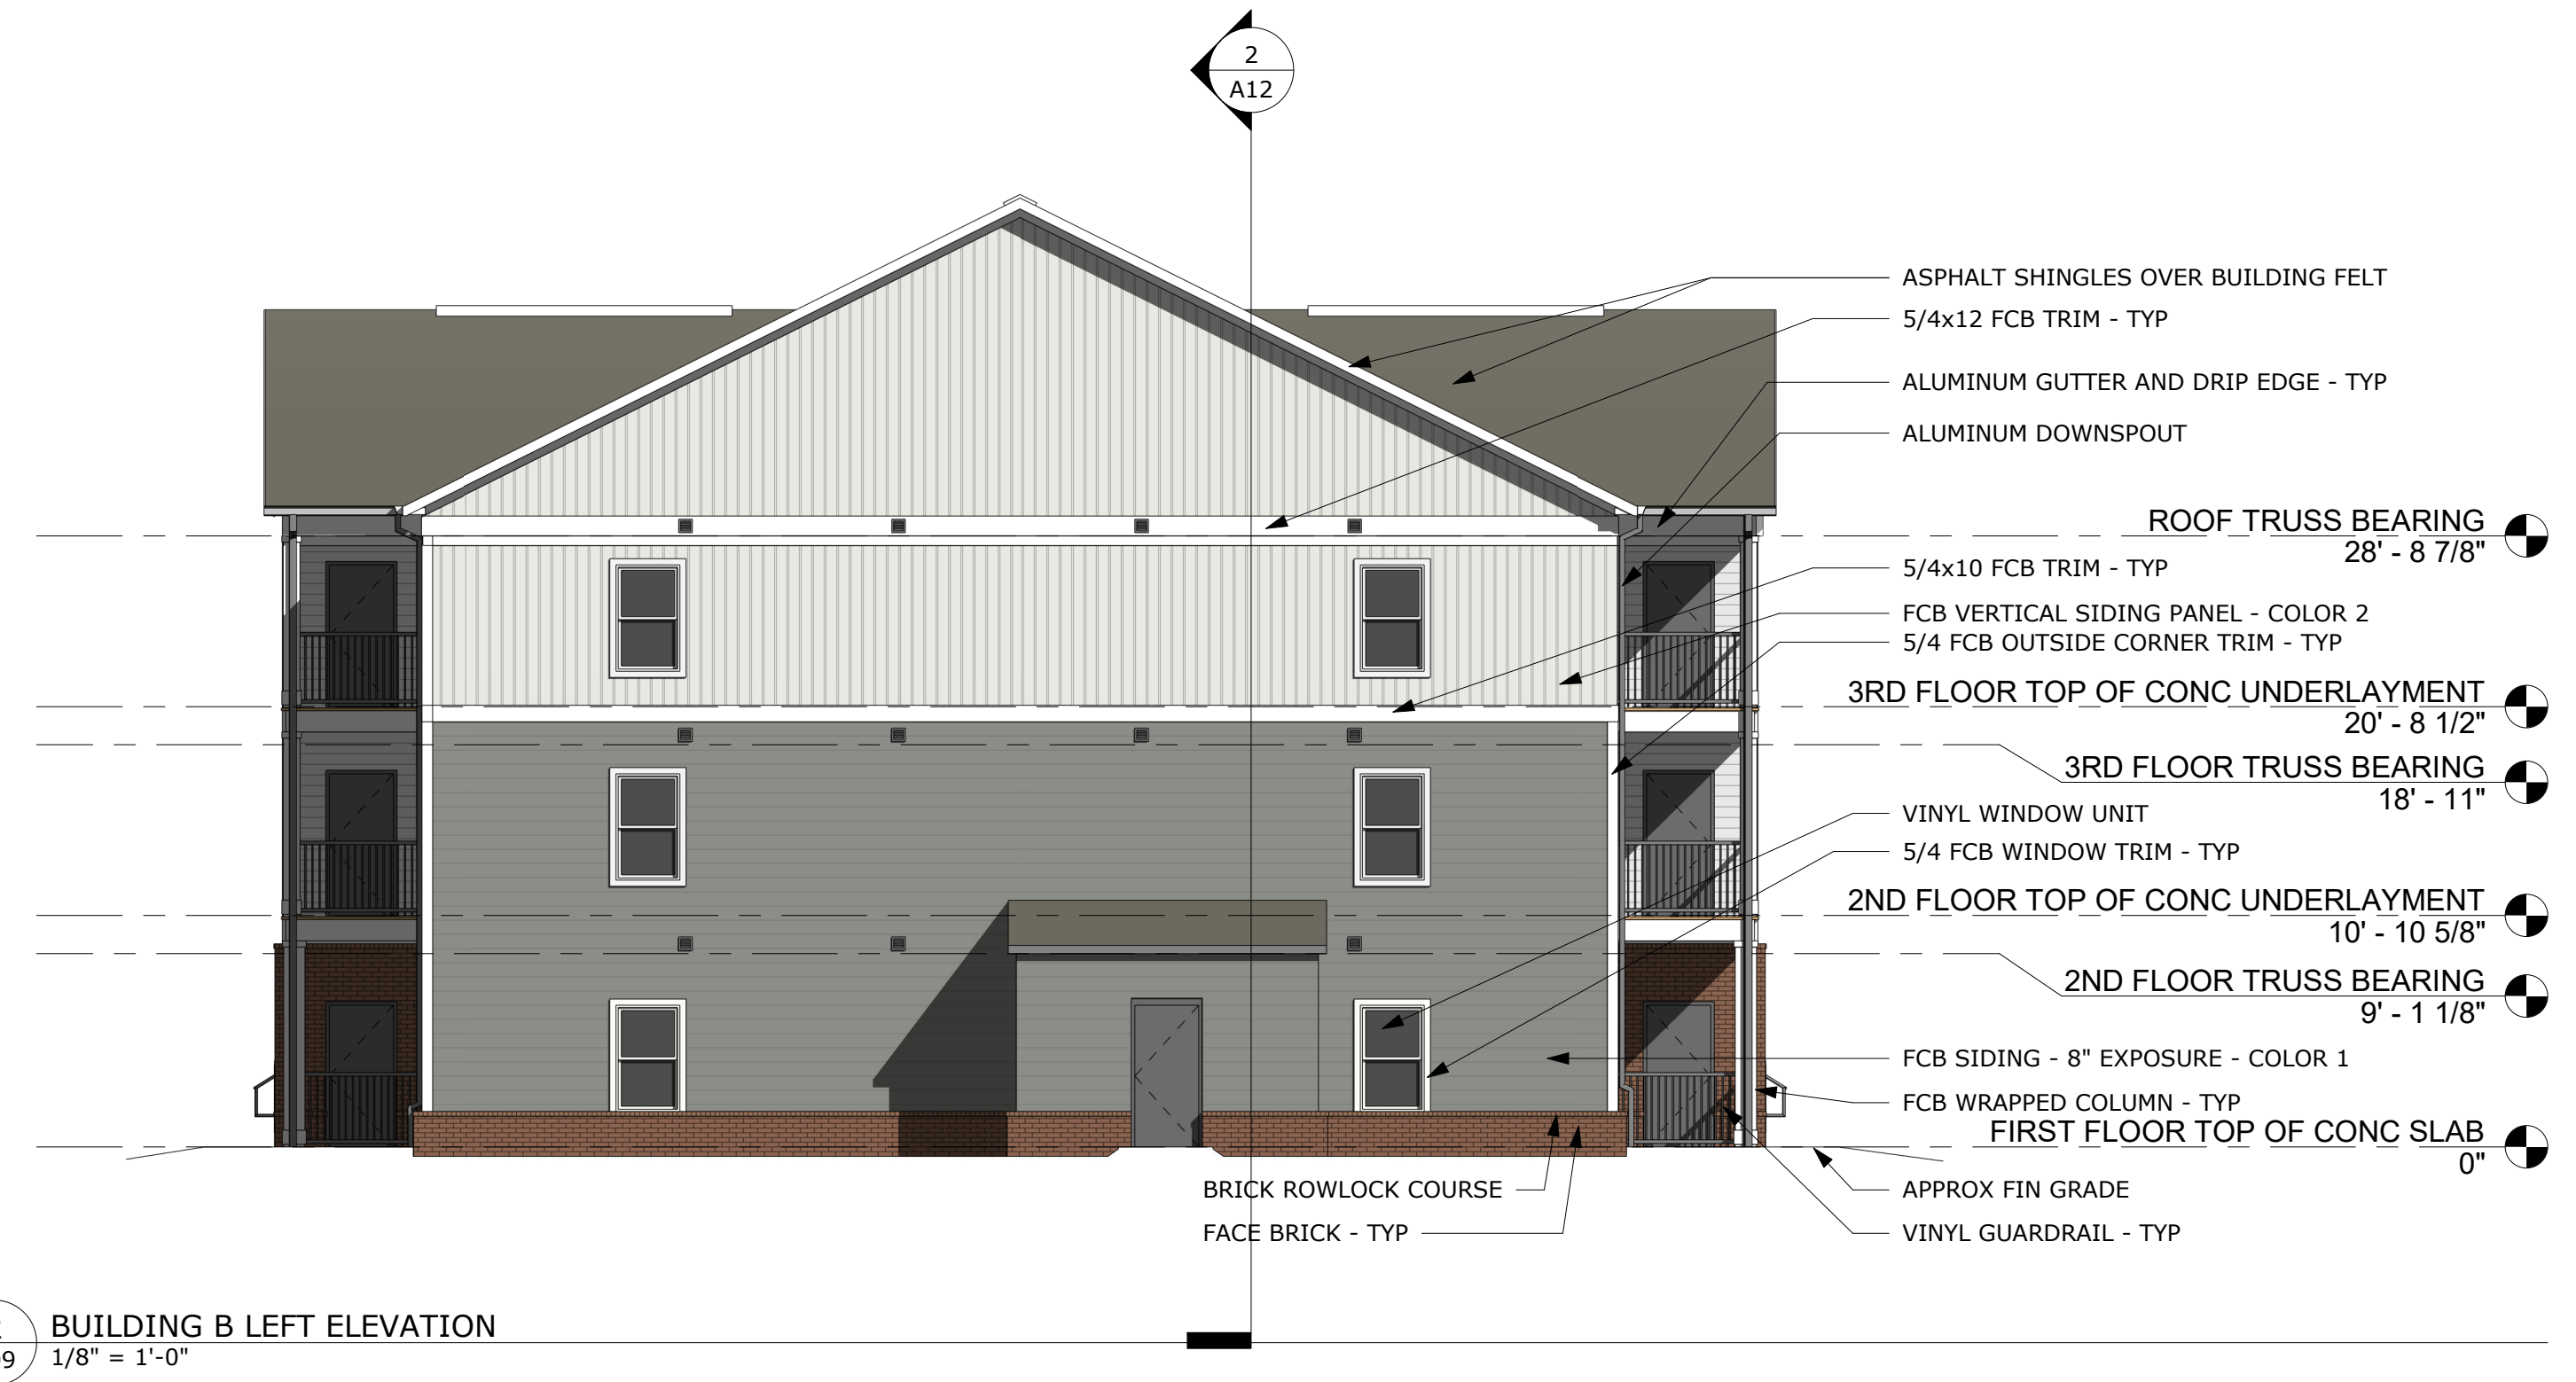 2
A12
ASPHALT SHINGLES OVER BUILDING FELT
5/4x12 FCB TRIM - TYP
ALUMINUM GUTTER AND DRIP EDGE - TYP
ALUMINUM DOWNSPOUT
ROOF TRUSS BEARING
28' - 8 7/8"
5/4x10 FCB TRIM - TYP
FCB VERTICAL SIDING PANEL - COLOR 2
5/4 FCB OUTSIDE CORNER TRIM - TYP
3RD FLOOR TOP OF CONC UNDERLAYMENT
20' - 8 1/2"
3RD FLOOR TRUSS BEARING
18' - 11"
VINYL WINDOW UNIT
5/4 FCB WINDOW TRIM - TYP
2ND FLOOR TOP OF CONC UNDERLAYMENT
10' - 10 5/8"
2ND FLOOR TRUSS BEARING
9' - 1 1/8"
FCB SIDING - 8" EXPOSURE - COLOR 1
FCB WRAPPED COLUMN - TYP
FIRST FLOOR TOP OF CONC SLAB
0"
BRICK ROWLOCK COURSE
APPROX FIN GRADE
FACE BRICK - TYP
VINYL GUARDRAIL - TYP
BUILDING B LEFT ELEVATION
9
1/8" = 1'-0"